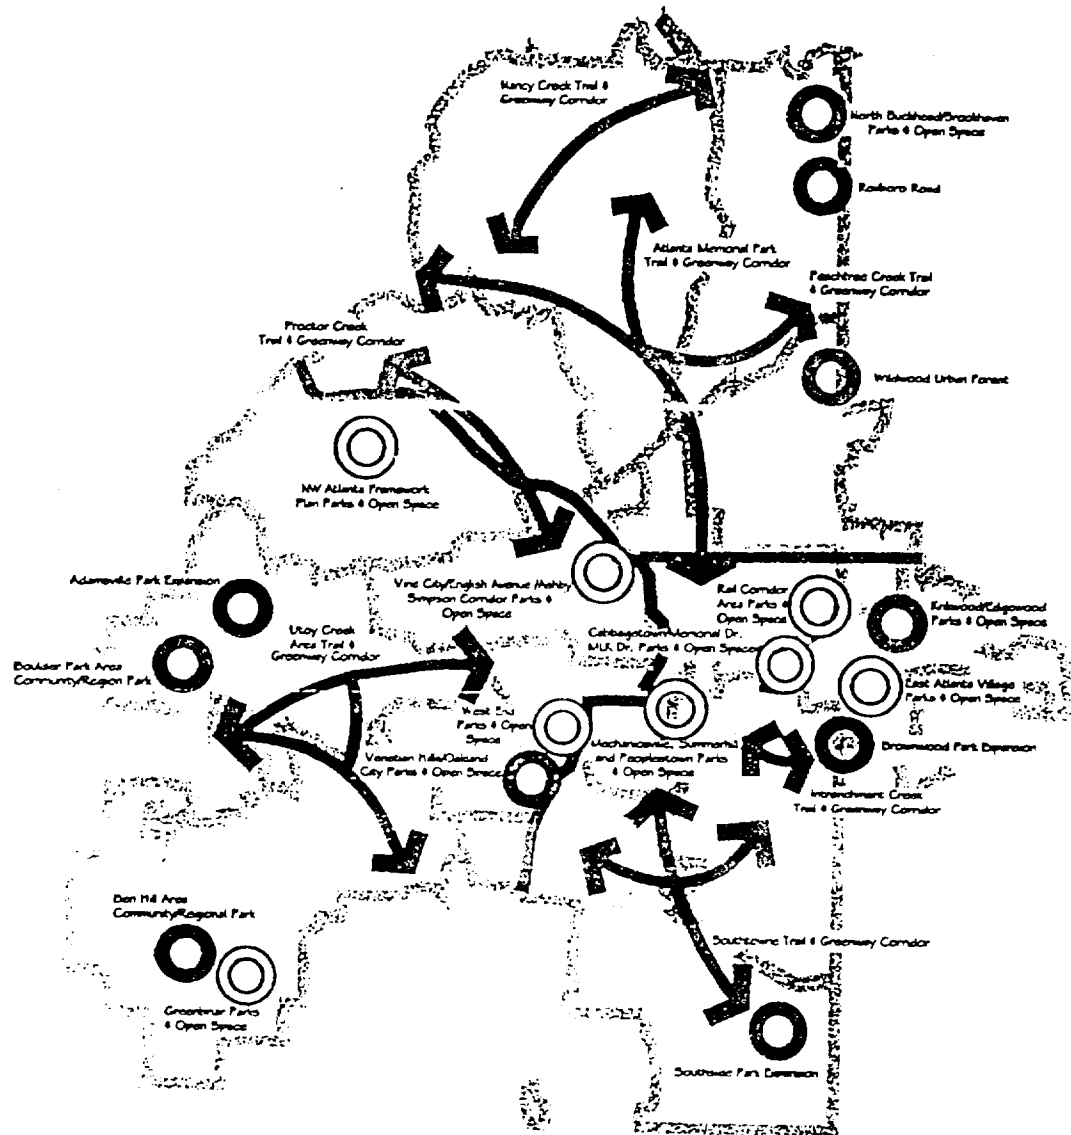 Nancy Creek Trail &
Greenway Corridor
North Buckhead/Brookhaven
Parks & Open Space
Roxboro Road
Atlanta Memorial Park
Trail & Greenway Corridor
Peachtree Creek Trail
& Greenway Corridor
Proctor Creek
Trail & Greenway Corridor
Wildwood Urban Forest
NW Atlanta Framework
Plan Parks & Open Space
Adamsville Park Expansion
Vine City/English Avenue/Ashby
Simpson Corridor Parks &
Open Space
Rail Corridor
Area Parks &
Open Space
Kirkwood/Edgewood
Parks & Open Space
Utoy Creek
Area Trail &
Greenway Corridor
Cabbagetown/Memorial Dr.
MLK Dr. Parks & Open Space
Boulder Park Area
Community/Region Park
East Atlanta Village
Parks & Open Space
West End
Parks & Open
Space
Mechanicsville, Summerhill
and Peoplestown Parks
& Open Space
Brownwood Park Expansion
Venetian Hills/Oakland
City Parks & Open Space
Intrenchment Creek
Trail & Greenway Corridor
Ben Hill Area
Community/Regional Park
Southtowne Trail & Greenway Corridor
Greenbriar Parks
& Open Space
Southside Park Expansion